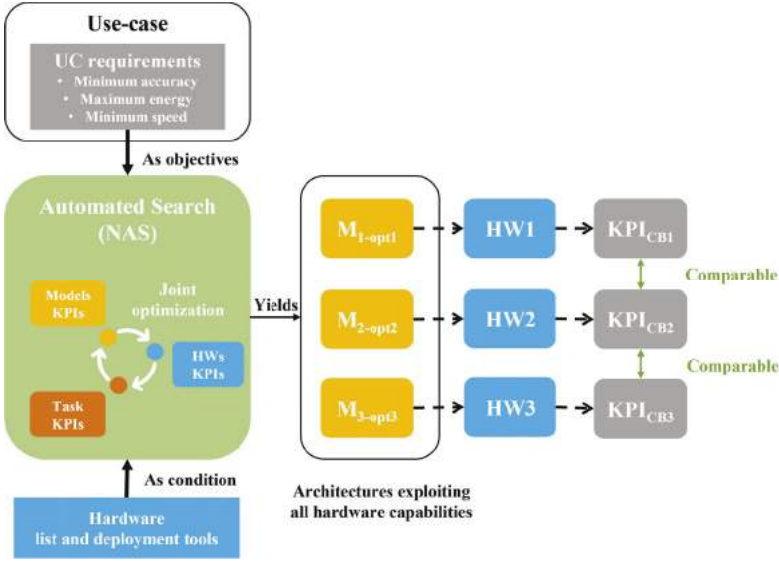 Use-case
UC requirements
• Minimum accuracy
• Maximum energy
• Minimum speed
As objectives
Automated Search
(NAS)
Models
KPIs
Joint
optimization
HWs
KPIs
Task
KPIs
Yields
M1-opt1
HW1
KPICB1
Comparable
M2-opt2
HW2
KPICB2
Comparable
M3-opt3
HW3
KPICB3
As condition
Architectures exploiting
all hardware capabilities
Hardware
list and deployment tools